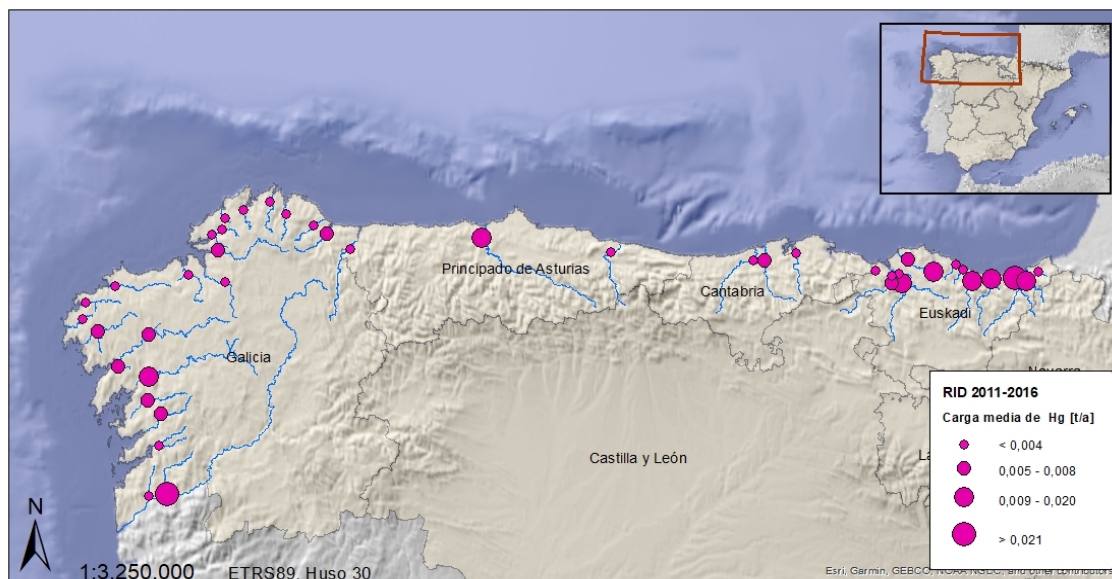 Principado de Asturias
Cantabria
Euskadi
Galicia
Navarra
Castilla y León
La
RID 2011-2016
Carga media de Hg [t/a]
< 0,004
0,005 - 0,008
0,009 - 0,020
> 0,021
N
1:3.250.000
ETRS89, Huso 30
Esri, Garmin, GEBCO, NOAA NGDC, and other contributors